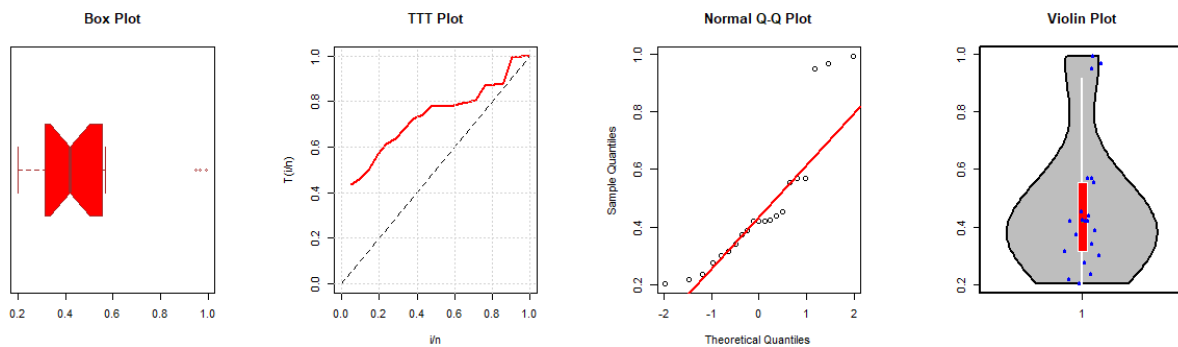 Box Plot
0.2 0.4 0.6 0.8 1.0
TTT Plot
T(i/n)
1.0
0.8
0.6
0.4
0.2
0.0
0.0 0.2 0.4 0.6 0.8 1.0
i/n
Normal Q-Q Plot
Sample Quantiles
1.0
0.8
0.6
0.4
0.2
-2 -1 0 1 2
Theoretical Quantiles
Violin Plot
1.0
0.8
0.6
0.4
0.2
1